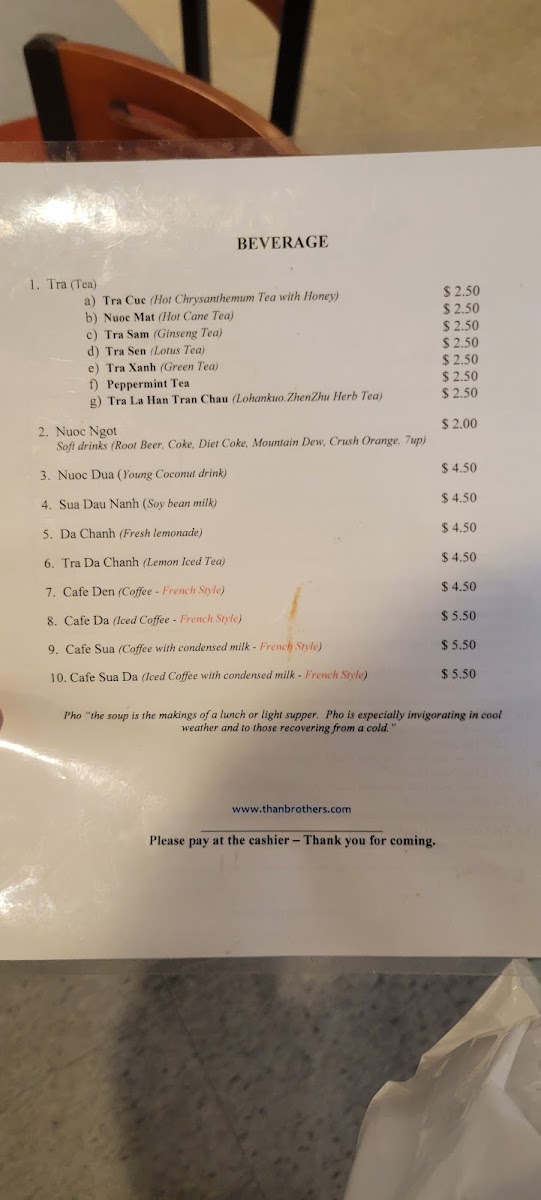 BEVERAGE
1. Tra (Tea)
a) Tra Cuc (Hot Chrysanthemum Tea with Honey) $ 2.50
b) Nuoc Mat (Hot Cane Tea) $ 2.50
c) Tra Sam (Ginseng Tea) $ 2.50
d) Tra Sen (Lotus Tea) $ 2.50
e) Tra Xanh (Green Tea) $ 2.50
f) Peppermint Tea $ 2.50
g) Tra La Han Tran Chau (Lohankuo.ZhenZhu Herb Tea) $ 2.50
2. Nuoc Ngot $ 2.00
Soft drinks (Root Beer, Coke, Diet Coke, Mountain Dew, Crush Orange, 7up)
3. Nuoc Dua (Young Coconut drink) $ 4.50
4. Sua Dau Nanh (Soy bean milk) $ 4.50
5. Da Chanh (Fresh lemonade) $ 4.50
6. Tra Da Chanh (Lemon Iced Tea) $ 4.50
7. Cafe Den (Coffee - French Style) $ 4.50
8. Cafe Da (Iced Coffee - French Style) $ 5.50
9. Cafe Sua (Coffee with condensed milk - French Style) $ 5.50
10. Cafe Sua Da (Iced Coffee with condensed milk - French Style) $ 5.50
Pho "the soup is the makings of a lunch or light supper. Pho is especially invigorating in cool
weather and to those recovering from a cold."
www.thanbrothers.com
Please pay at the cashier – Thank you for coming.